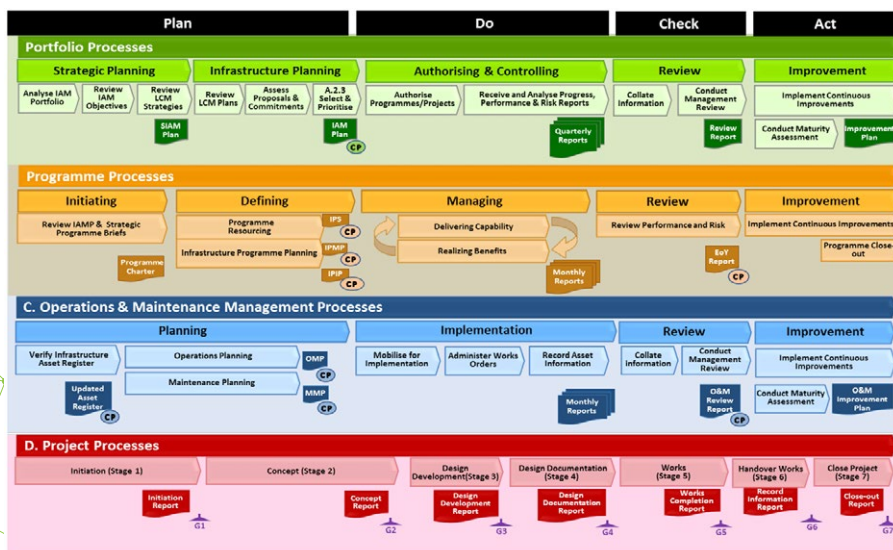 Plan
Do
Check
Act
Portfolio Processes
Strategic Planning
Infrastructure Planning
Authorising & Controlling
Review
Improvement
Analyse IAM
Portfolio
Review
IAM
Objectives
Review
LCM
Strategies
Review
LCM Plans
Assess
Proposals &
Commitments
A.2.3
Select &
Prioritise
Authorise
Programmes/Projects
Receive and Analyse Progress,
Performance & Risk Reports
Collate
Information
Conduct
Management
Review
Implement Continuous
Improvements
SIAM
Plan
IAM
Plan
CP
Quarterly
Reports
Review
Report
Conduct Maturity
Assessment
Improvement
Plan
Programme Processes
Initiating
Defining
Managing
Review
Improvement
Review IAMP & Strategic
Programme Briefs
Programme
Resourcing
IPS
CP
Infrastructure Programme Planning
IPMP
CP
IPIP
CP
Delivering Capability
Realizing Benefits
Review Performance and Risk
Implement Continuous Improvements
Programme
Charter
Monthly
Reports
EoY
Report
CP
Programme Close-
out
C. Operations & Maintenance Management Processes
Planning
Implementation
Review
Improvement
Verify Infrastructure
Asset Register
Operations Planning
OMP
CP
Maintenance Planning
MMP
CP
Mobilise for
Implementation
Administer Works
Orders
Record Asset
Information
Collate
Information
Conduct
Management
Review
Implement Continuous
Improvements
Updated
Asset
Register
CP
Monthly
Reports
O&M
Review
Report
CP
Conduct Maturity
Assessment
O&M
Improvement
Plan
D. Project Processes
Initiation (Stage 1)
Concept (Stage 2)
Design
Development(Stage 3)
Design Documentation
(Stage 4)
Works
(Stage 5)
Handover Works
(Stage 6)
Close Project
(Stage 7)
Initiation
Report
G1
Concept
Report
G2
Design
Development
Report
G3
Design
Documentation
Report
G4
Works
Completion
Report
G5
Record
Information
Report
G6
Close-out
Report
G7